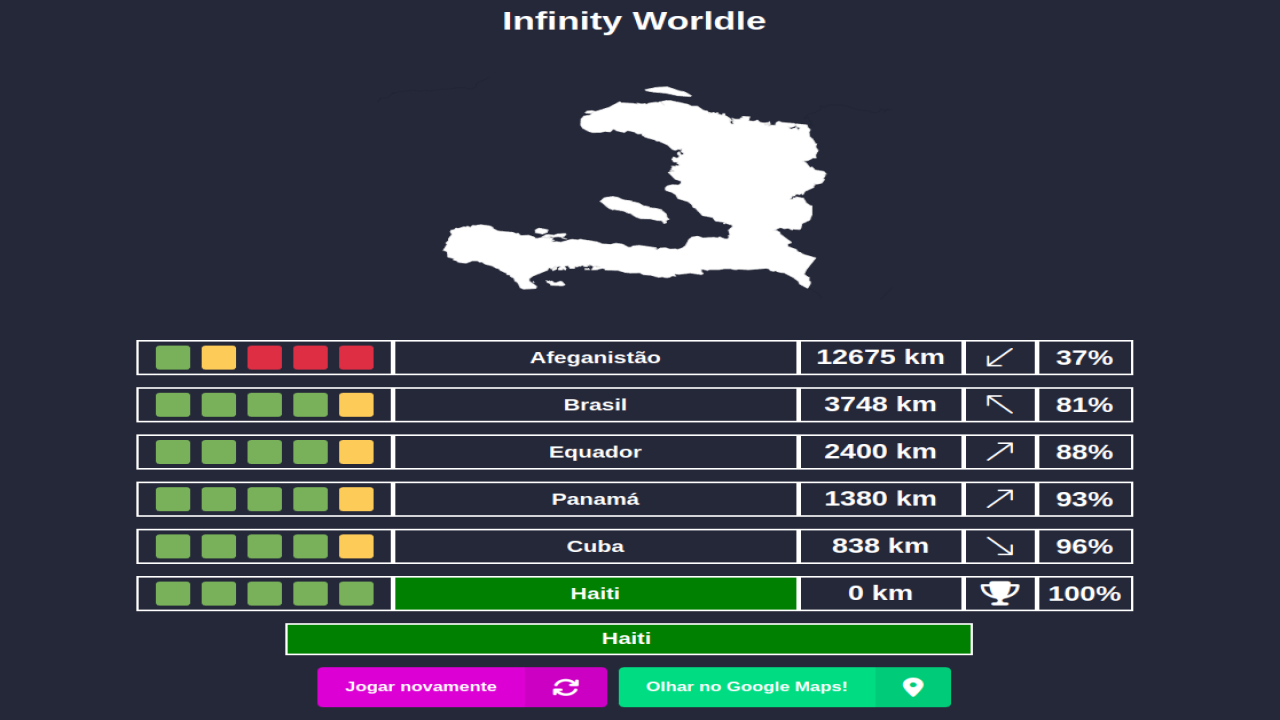 Infinity Worldle
Afeganistão 12675 km 37%
Brasil 3748 km 81%
Equador 2400 km 88%
Panamá 1380 km 93%
Cuba 838 km 96%
Haiti 0 km 100%
Haiti
Jogar novamente Olhar no Google Maps!